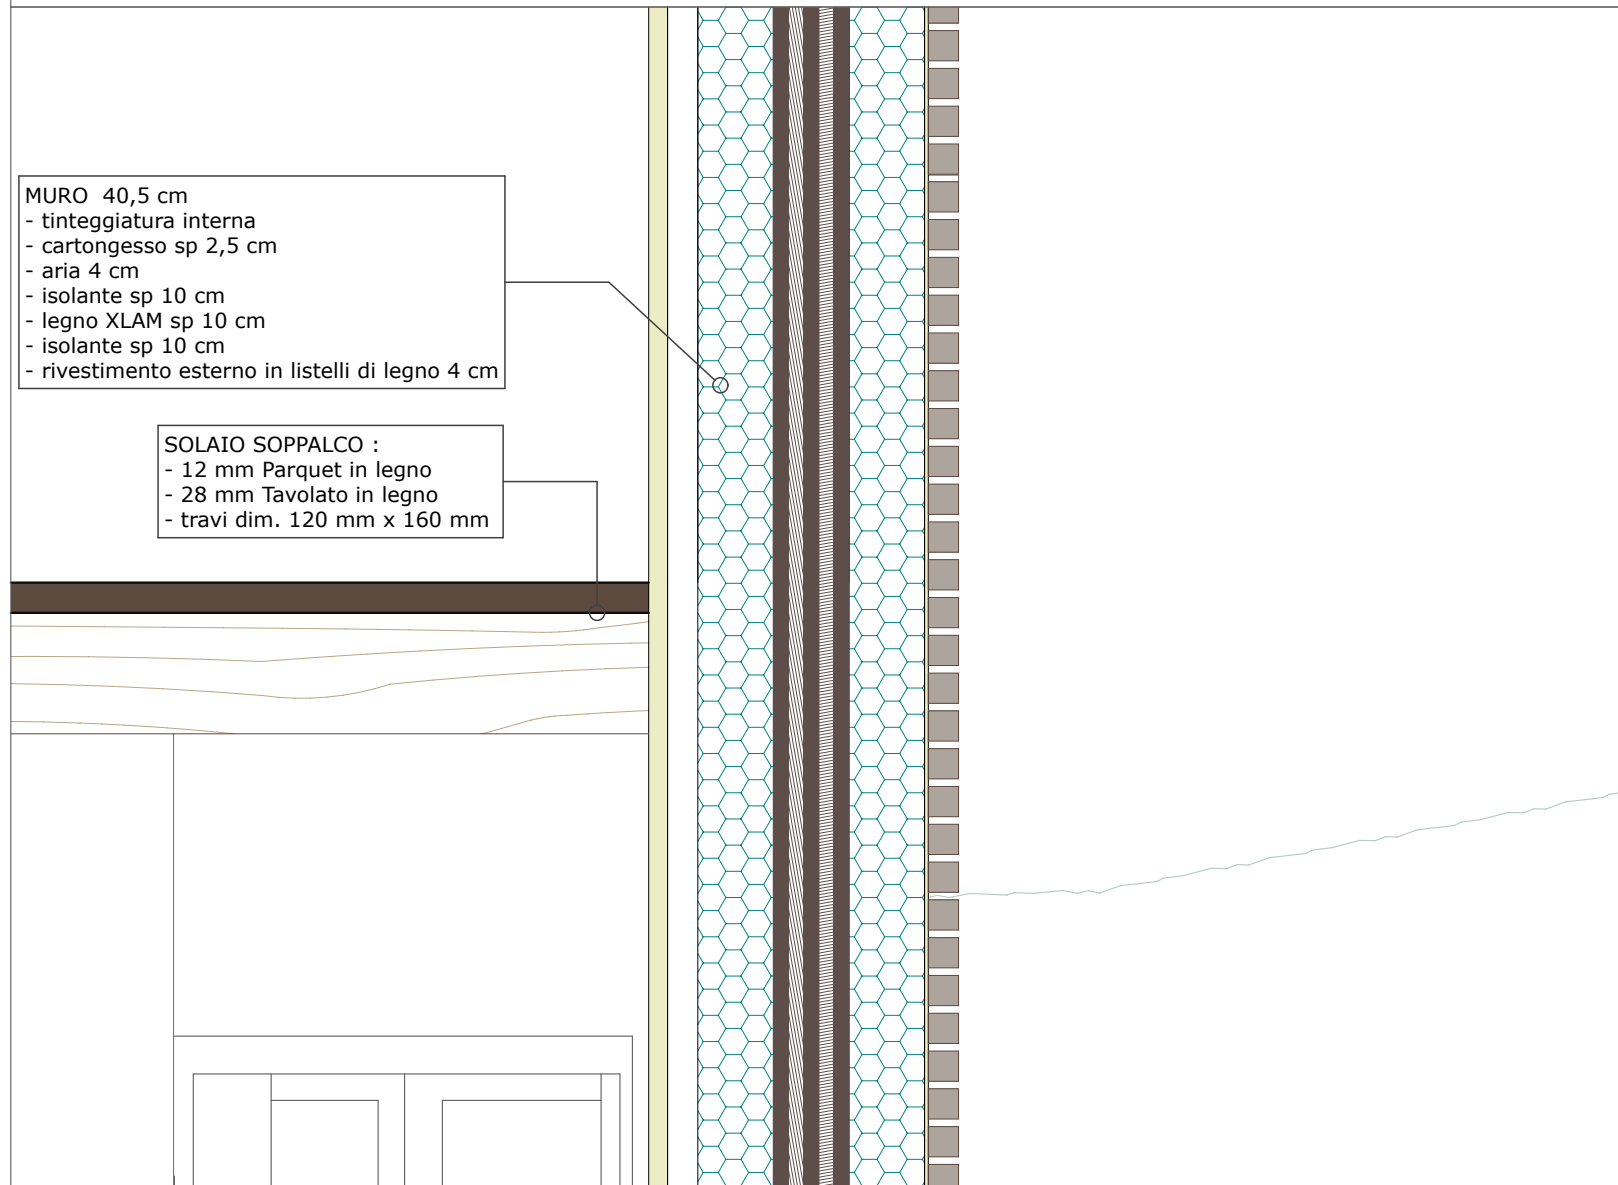 MURO 40,5 cm
- tinteggiatura interna
- cartongesso sp 2,5 cm
- aria 4 cm
- isolante sp 10 cm
- legno XLAM sp 10 cm
- isolante sp 10 cm
- rivestimento esterno in listelli di legno 4 cm
SOLAIO SOPPALCO :
- 12 mm Parquet in legno
- 28 mm Tavolato in legno
- travi dim. 120 mm x 160 mm